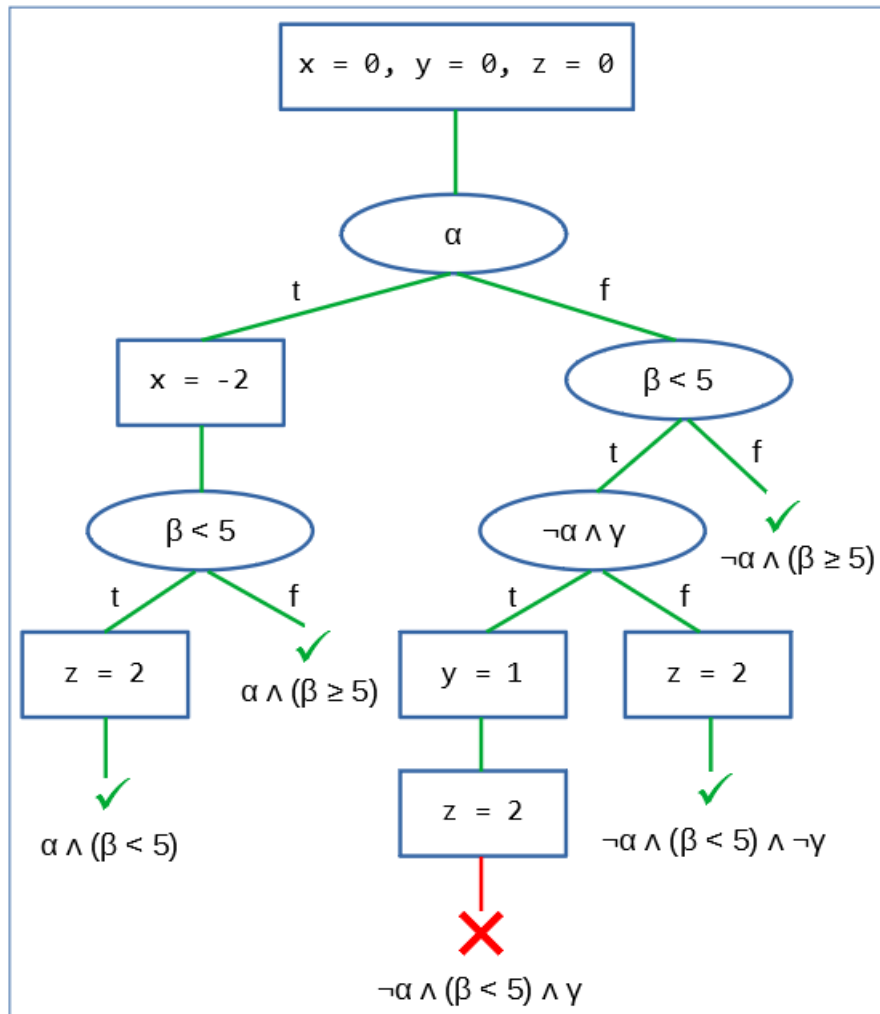 x = 0, y = 0, z = 0
α
t
f
x = -2
β < 5
t
f
β < 5
¬α ∧ γ
¬α ∧ (β ≥ 5)
t
f
t
f
z = 2
α ∧ (β ≥ 5)
y = 1
z = 2
z = 2
α ∧ (β < 5)
¬α ∧ (β < 5) ∧ ¬γ
¬α ∧ (β < 5) ∧ γ